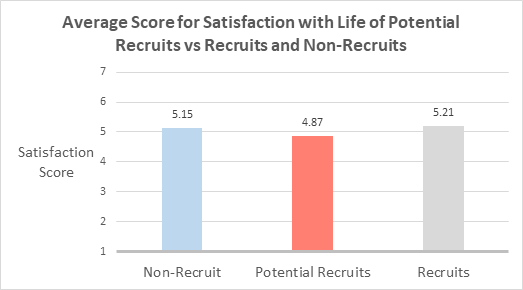 Average Score for Satisfaction with Life of Potential
Recruits vs Recruits and Non-Recruits
7
6
5
4
3
2
1
Satisfaction
Score
5.15
4.87
5.21
Non-Recruit
Potential Recruits
Recruits